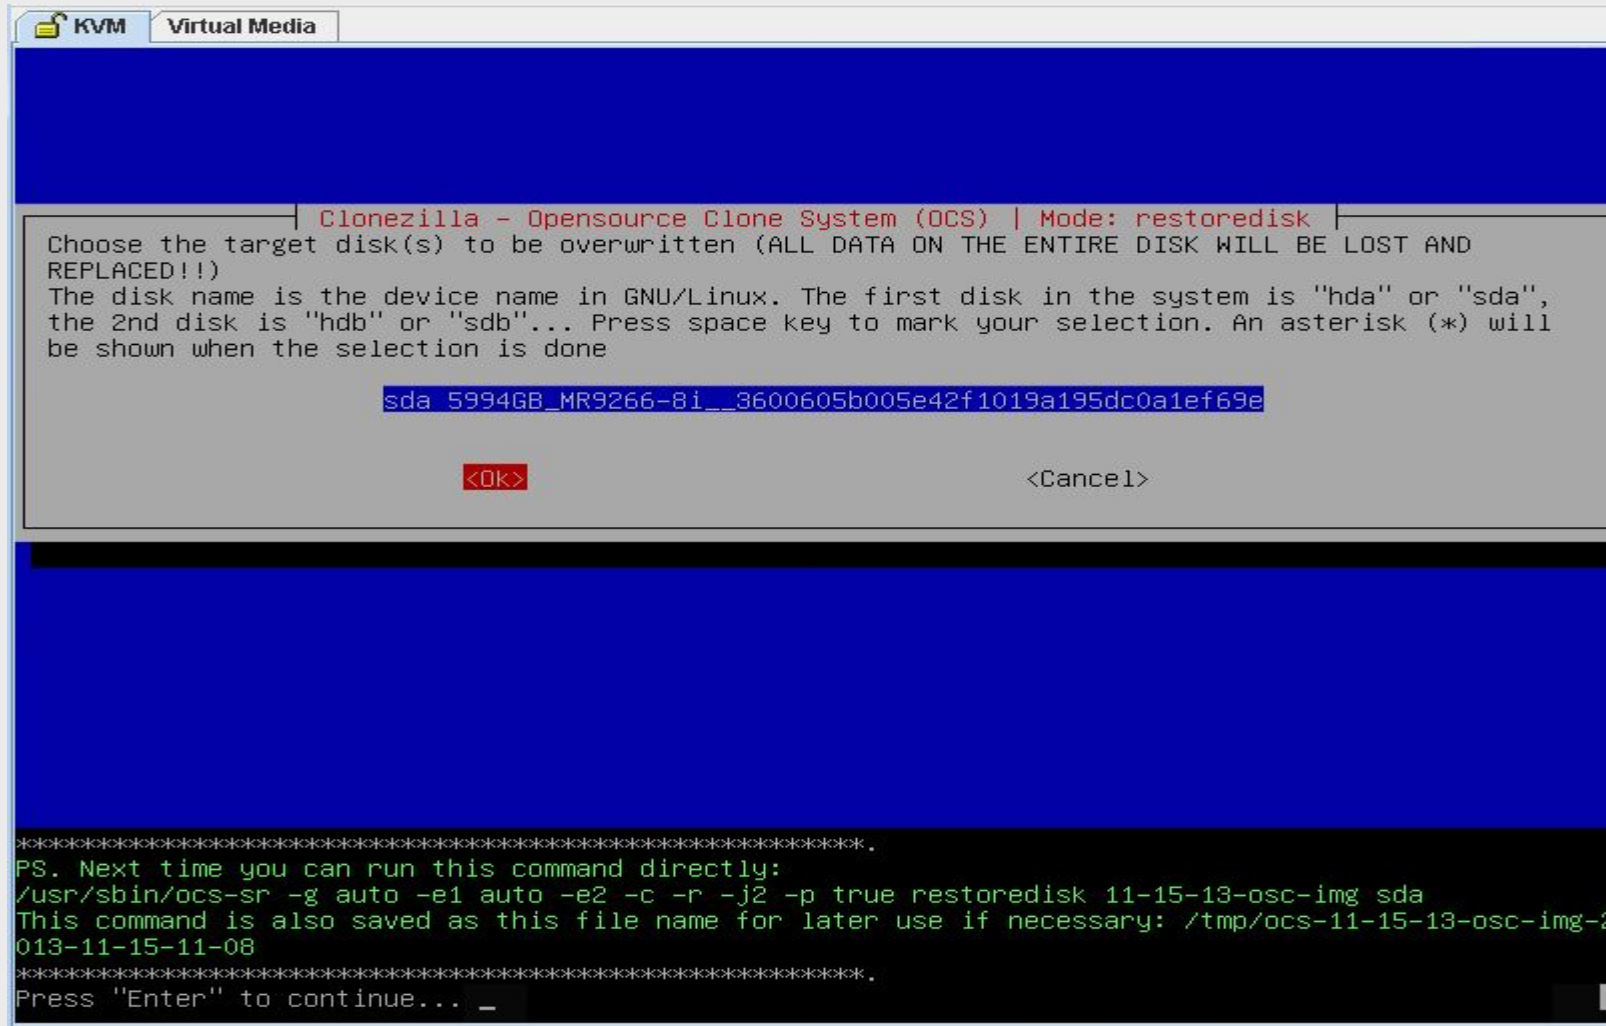 KVM
Virtual Media
Clonezilla - Opensource Clone System (OCS) | Mode: restoredisk
Choose the target disk(s) to be overwritten (ALL DATA ON THE ENTIRE DISK WILL BE LOST AND
REPLACED!!)
The disk name is the device name in GNU/Linux. The first disk in the system is "hda" or "sda",
the 2nd disk is "hdb" or "sdb"... Press space key to mark your selection. An asterisk (*) will
be shown when the selection is done
sda 5994GB_MR9266-8i__3600605b005e42f1019a195dc0a1ef69e
<Ok>
<Cancel>
*****************************************************.
PS. Next time you can run this command directly:
/usr/sbin/ocs-sr -g auto -e1 auto -e2 -c -r -j2 -p true restoredisk 11-15-13-osc-img sda
This command is also saved as this file name for later use if necessary: /tmp/ocs-11-15-13-osc-img-2
013-11-15-11-08
*****************************************************.
Press "Enter" to continue... _